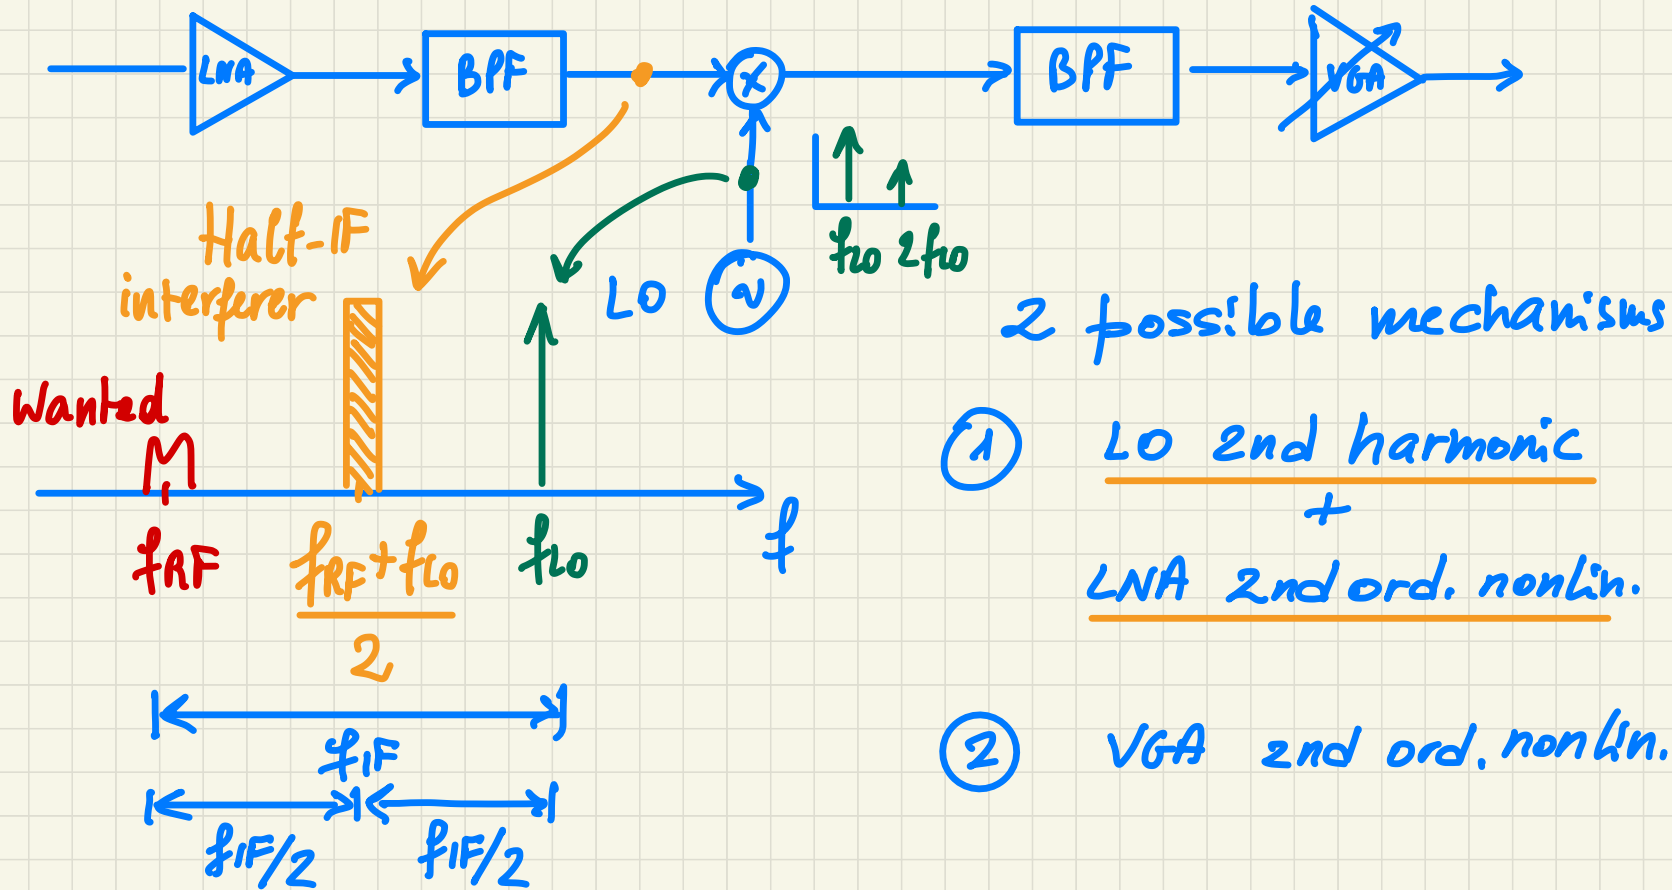 LNA
BPF
X
BPF
VGA
Half-IF
interferer
LO
fLO 2fLO
2 possible mechanisms
Wanted
1 LO 2nd harmonic
+
LNA 2nd ord. nonlin.
fRF
fRF + fLO
2
fLO
f
2 VGA 2nd ord. nonlin.
fIF
fIF/2 fIF/2